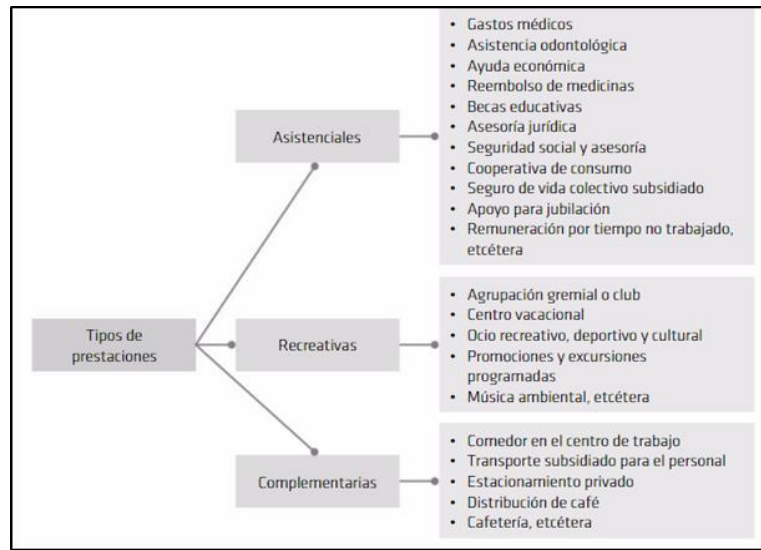 Tipos de
prestaciones
Asistenciales
• Gastos médicos
• Asistencia odontológica
• Ayuda económica
• Reembolso de medicinas
• Becas educativas
• Asesoría jurídica
• Seguridad social y asesoría
• Cooperativa de consumo
• Seguro de vida colectivo subsidiado
• Apoyo para jubilación
• Remuneración por tiempo no trabajado,
etcétera
Recreativas
• Agrupación gremial o club
• Centro vacacional
• Ocio recreativo, deportivo y cultural
• Promociones y excursiones
programadas
• Música ambiental, etcétera
Complementarias
• Comedor en el centro de trabajo
• Transporte subsidiado para el personal
• Estacionamiento privado
• Distribución de café
• Cafetería, etcétera